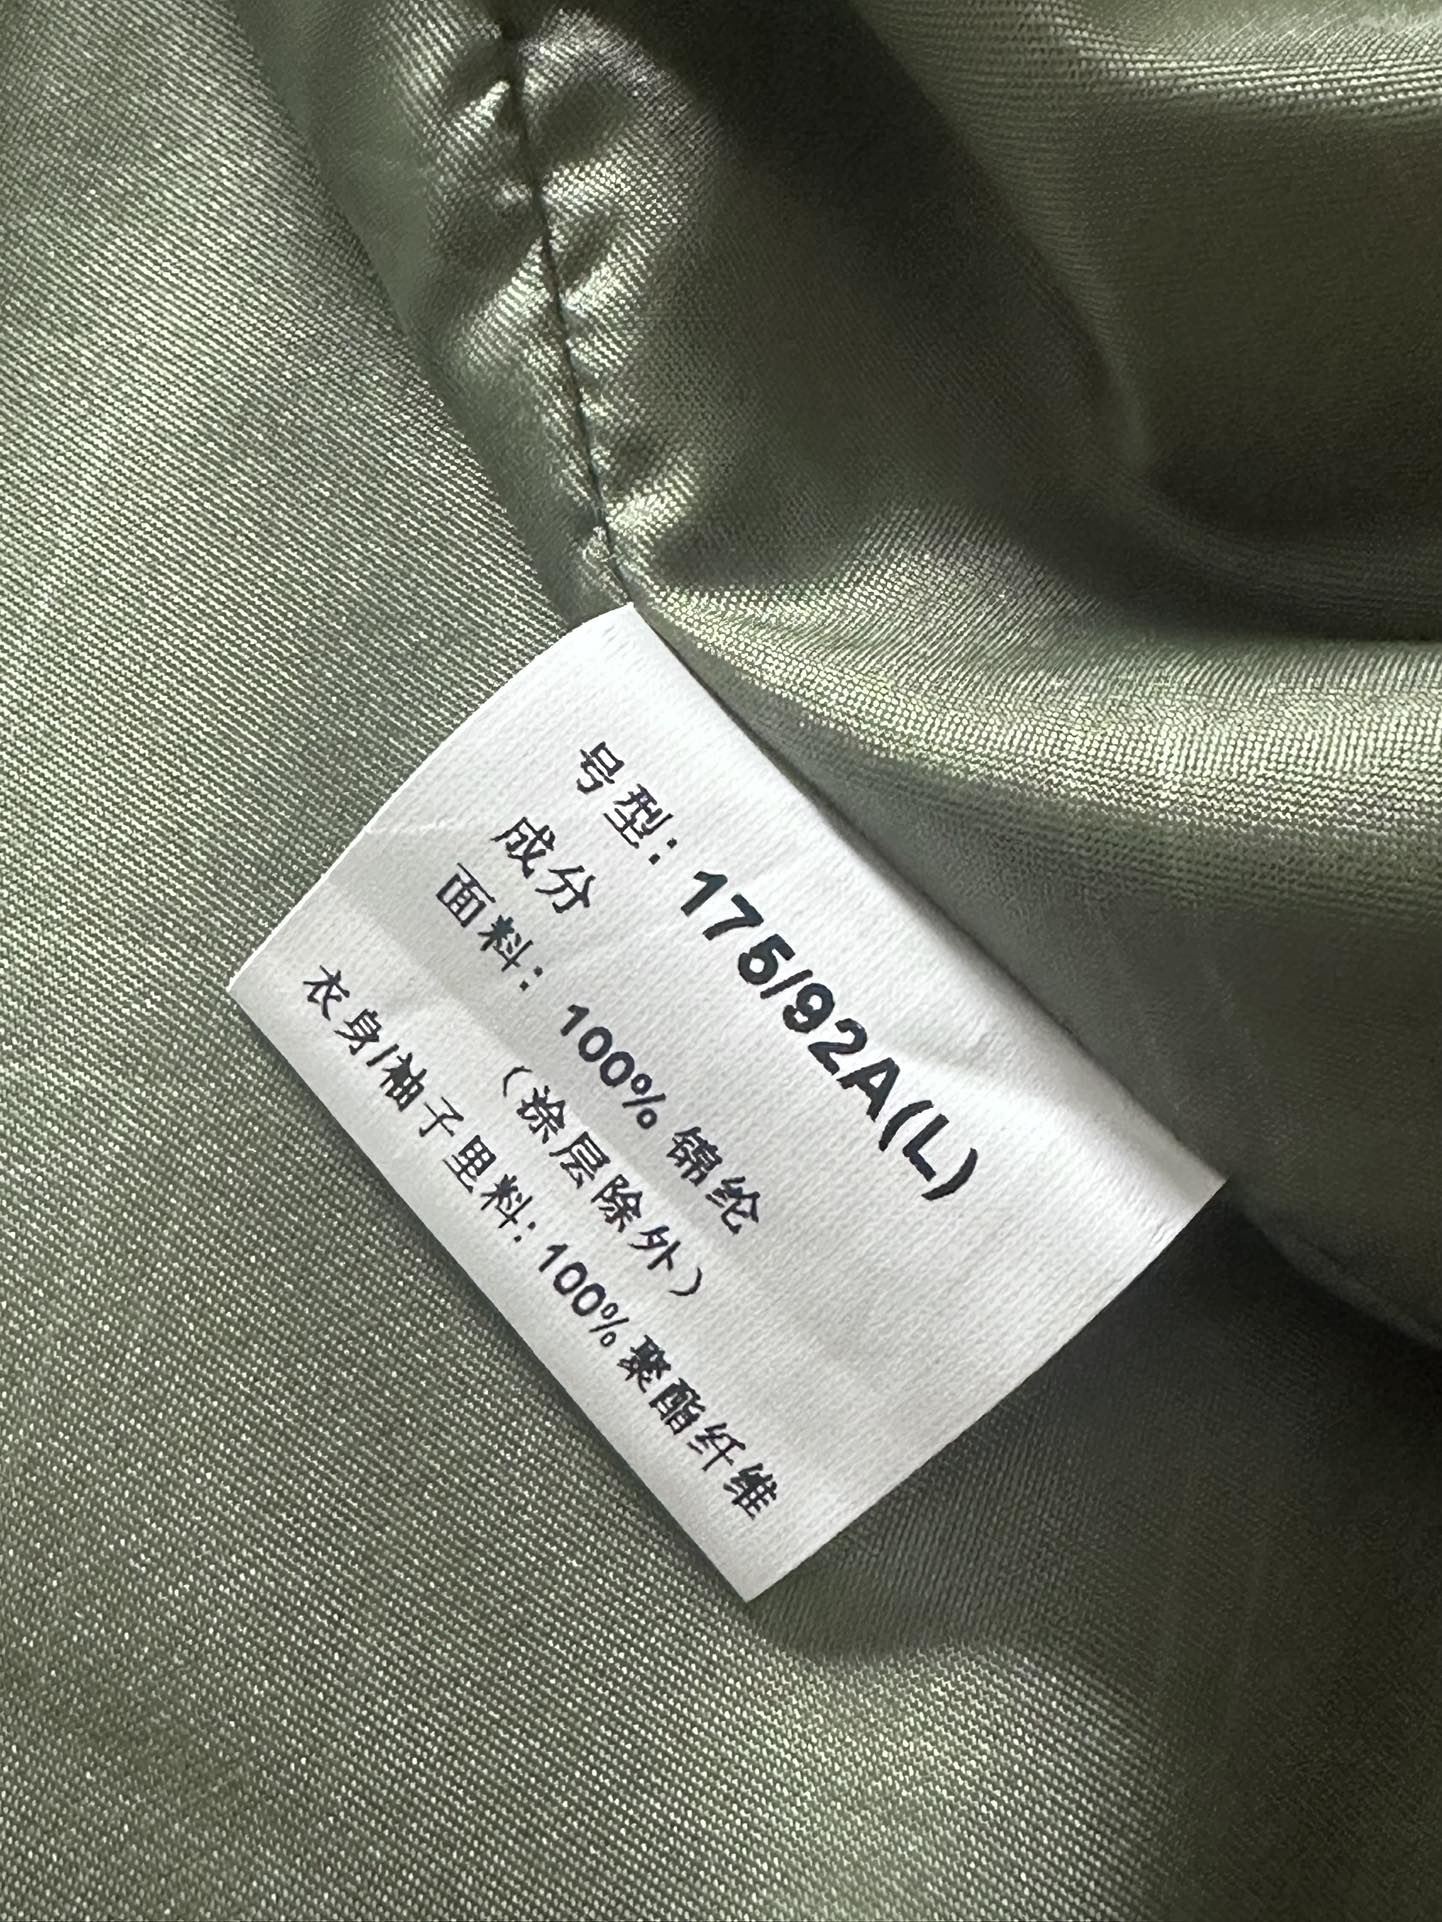 号型：175/92A(L)
成分
面料：100%锦纶
（涂层除外）
衣身/袖子里料：100%聚酯纤维